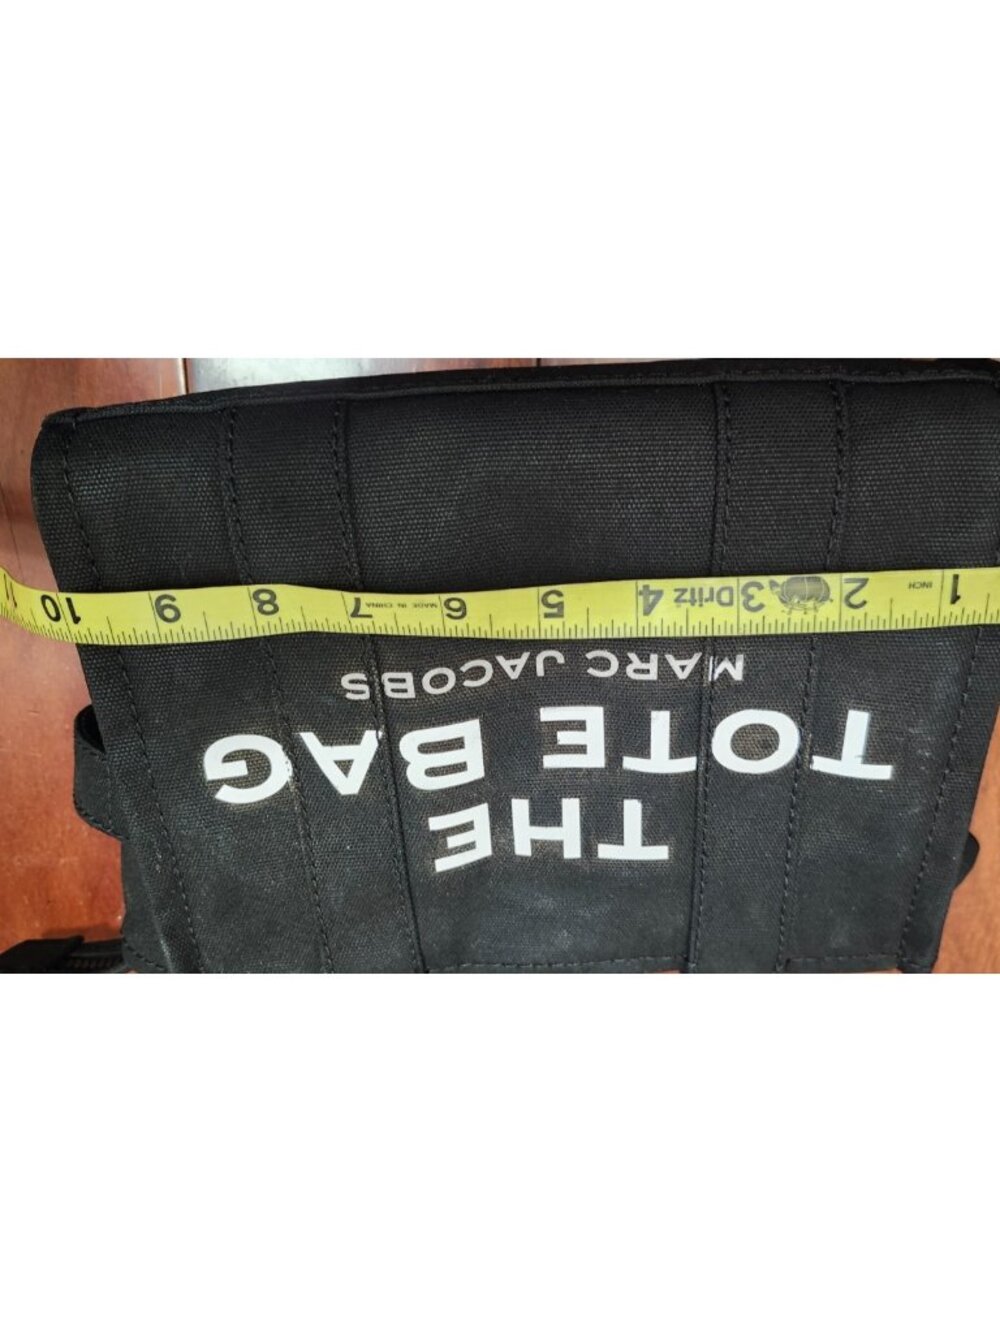 THE
TOTE BAG
MARC JACOBS
INCH 1 2 3 Dritz 4 5 6 MADE IN CHINA 7 8 9 10 11